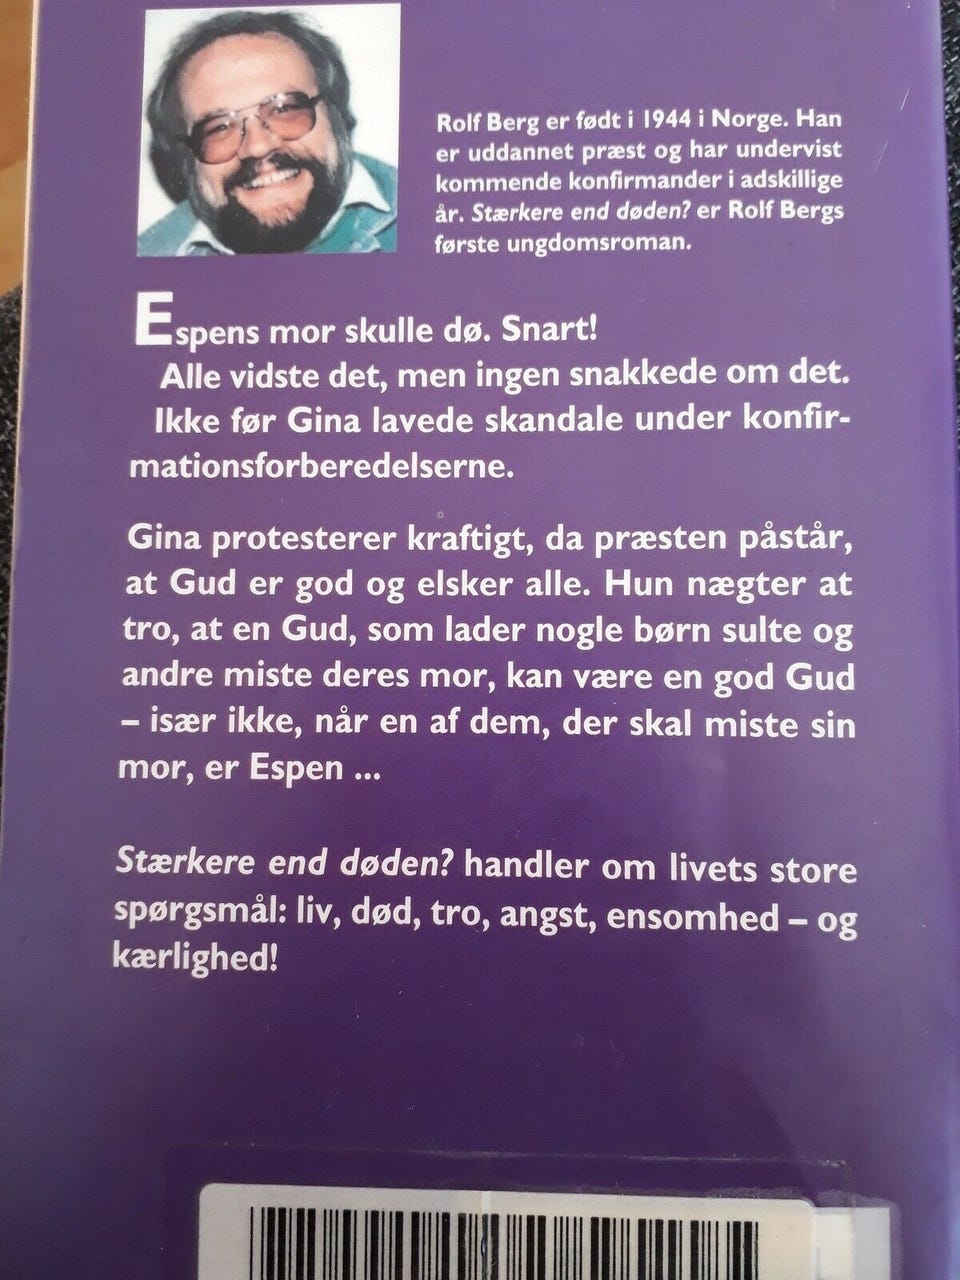 Rolf Berg er født i 1944 i Norge. Han
er uddannet præst og har undervist
kommende konfirmander i adskillige
år. Stærkere end døden? er Rolf Bergs
første ungdomsroman.
Espens mor skulle dø. Snart!
Alle vidste det, men ingen snakkede om det.
Ikke før Gina lavede skandale under konfir-
mationsforberedelserne.
Gina protesterer kraftigt, da præsten påstår,
at Gud er god og elsker alle. Hun nægter at
tro, at en Gud, som lader nogle børn sulte og
andre miste deres mor, kan være en god Gud
– især ikke, når en af dem, der skal miste sin
mor, er Espen ...
Stærkere end døden? handler om livets store
spørgsmål: liv, død, tro, angst, ensomhed – og
kærlighed!